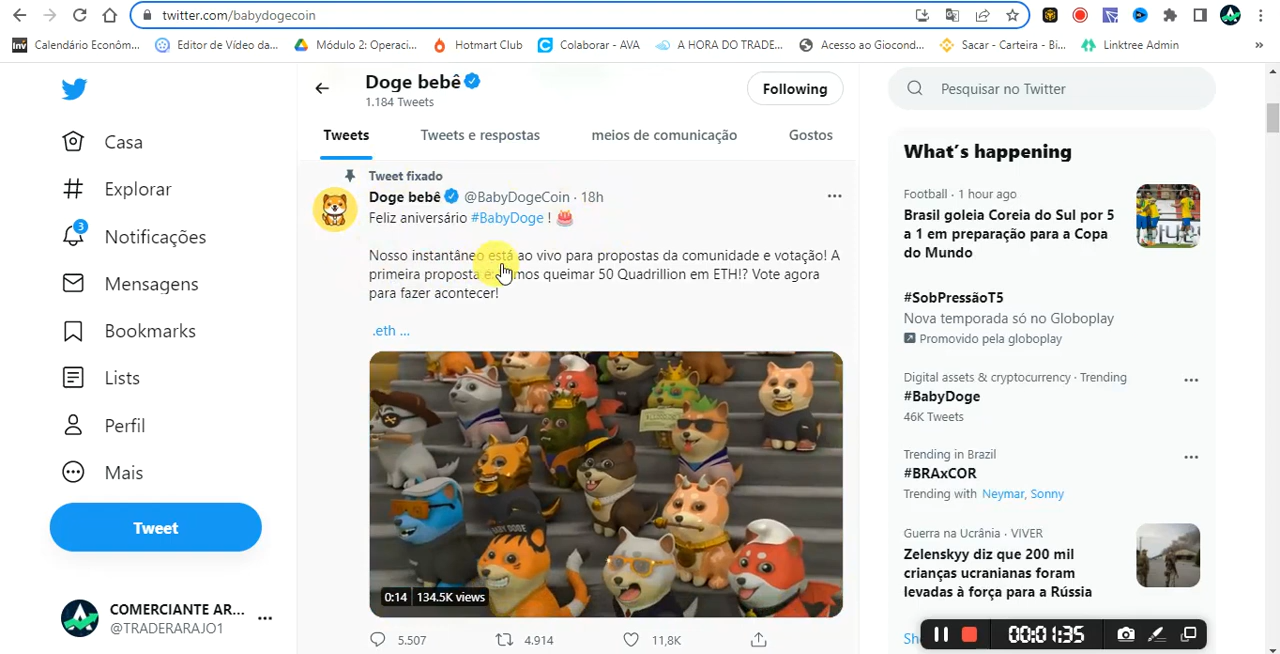 twitter.com/babydogecoin
Calendário Econôm...
Editor de Vídeo da...
Módulo 2: Operaci...
Hotmart Club
Colaborar - AVA
A HORA DO TRADE...
Acesso ao Giocond...
Sacar - Carteira - Bi...
Linktree Admin
»
Casa
Explorar
3
Notificações
Mensagens
Bookmarks
Lists
Perfil
Mais
Tweet
COMERCIANTE AR...
@TRADERARAJO1
Doge bebê
1.184 Tweets
Following
Tweets
Tweets e respostas
meios de comunicação
Gostos
Tweet fixado
Doge bebê @BabyDogeCoin · 18h
Feliz aniversário #BabyDoge !
Nosso instantâneo está ao vivo para propostas da comunidade e votação! A
primeira proposta é: mos queimar 50 Quadrillion em ETH!? Vote agora
para fazer acontecer!
.eth ...
BABY DOGE
0:14 134.5K views
5.507
4.914
11,8K
Pesquisar no Twitter
What's happening
Football · 1 hour ago
Brasil goleia Coreia do Sul por 5
a 1 em preparação para a Copa
do Mundo
#SobPressãoT5
Nova temporada só no Globoplay
Promovido pela globoplay
Digital assets & cryptocurrency · Trending
#BabyDoge
46K Tweets
Trending in Brazil
#BRAxCOR
Trending with Neymar, Sonny
Guerra na Ucrânia · VIVER
Zelenskyy diz que 200 mil
crianças ucranianas foram
levadas à força para a Rússia
Sh
00:01:35